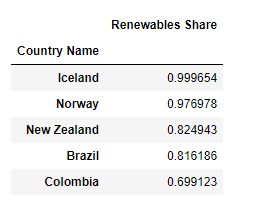 Renewables Share
Country Name
Iceland 0.999654
Norway 0.976978
New Zealand 0.824943
Brazil 0.816186
Colombia 0.699123